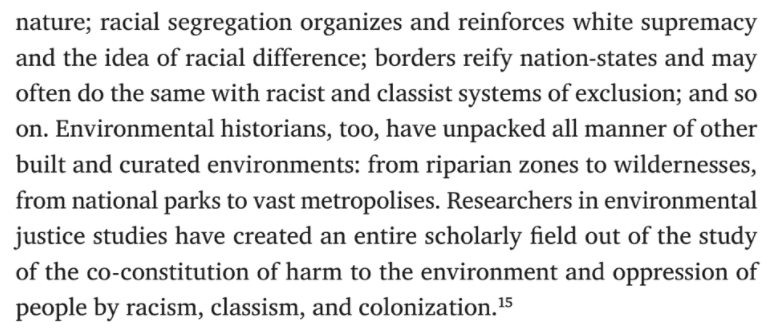 nature; racial segregation organizes and reinforces white supremacy
and the idea of racial difference; borders reify nation-states and may
often do the same with racist and classist systems of exclusion; and so
on. Environmental historians, too, have unpacked all manner of other
built and curated environments: from riparian zones to wildernesses,
from national parks to vast metropolises. Researchers in environmental
justice studies have created an entire scholarly field out of the study
of the co-constitution of harm to the environment and oppression of
people by racism, classism, and colonization.¹⁵